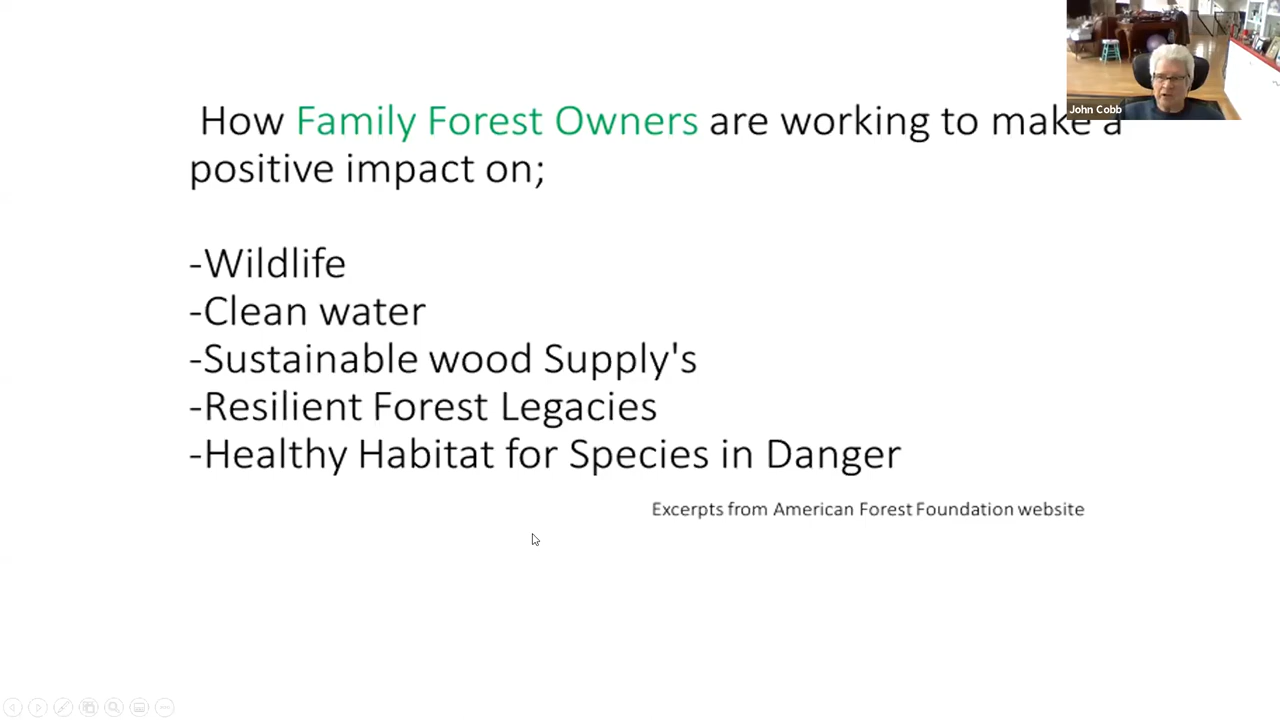 John Cobb
How Family Forest Owners are working to make a
positive impact on;
-Wildlife
-Clean water
-Sustainable wood Supply's
-Resilient Forest Legacies
-Healthy Habitat for Species in Danger
Excerpts from American Forest Foundation website